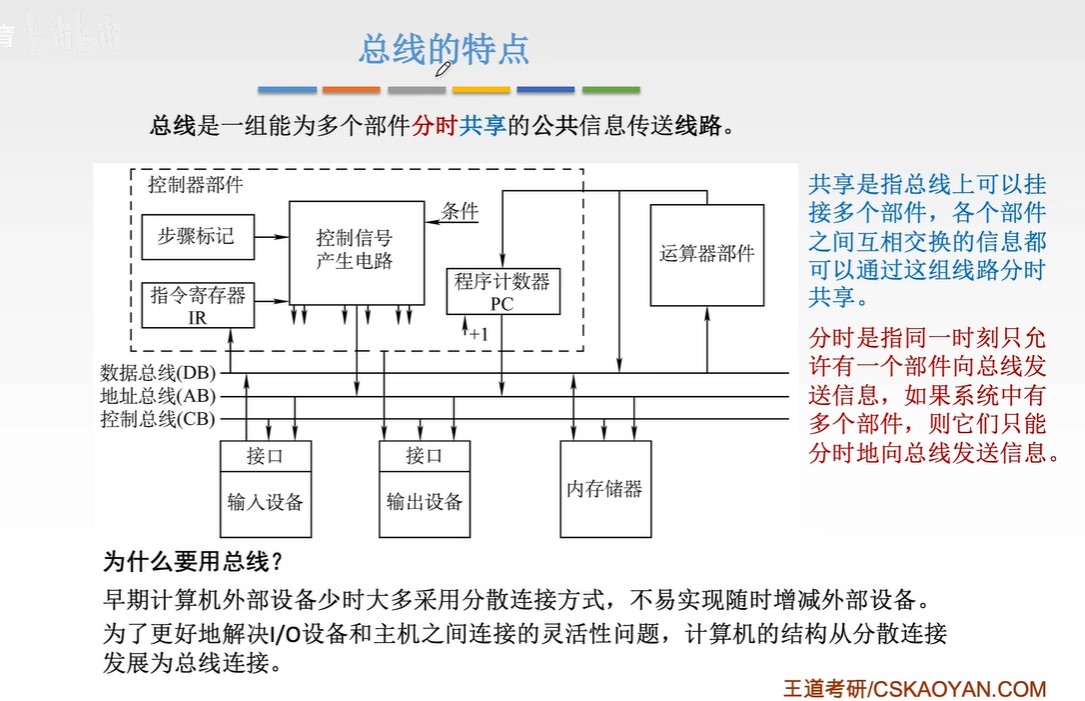 育
总线的特点
总线是一组能为多个部件分时共享的公共信息传送线路。
控制器部件
步骤标记
控制信号
产生电路
条件
指令寄存器
IR
程序计数器
PC
+1
运算器部件
数据总线(DB)
地址总线(AB)
控制总线(CB)
接口
输入设备
接口
输出设备
内存储器
共享是指总线上可以挂
接多个部件，各个部件
之间互相交换的信息都
可以通过这组线路分时
共享。
分时是指同一时刻只允
许有一个部件向总线发
送信息，如果系统中有
多个部件，则它们只能
分时地向总线发送信息。
为什么要用总线？
早期计算机外部设备少时大多采用分散连接方式，不易实现随时增减外部设备。
为了更好地解决I/O设备和主机之间连接的灵活性问题，计算机的结构从分散连接
发展为总线连接。
王道考研/CSKAOYAN.COM